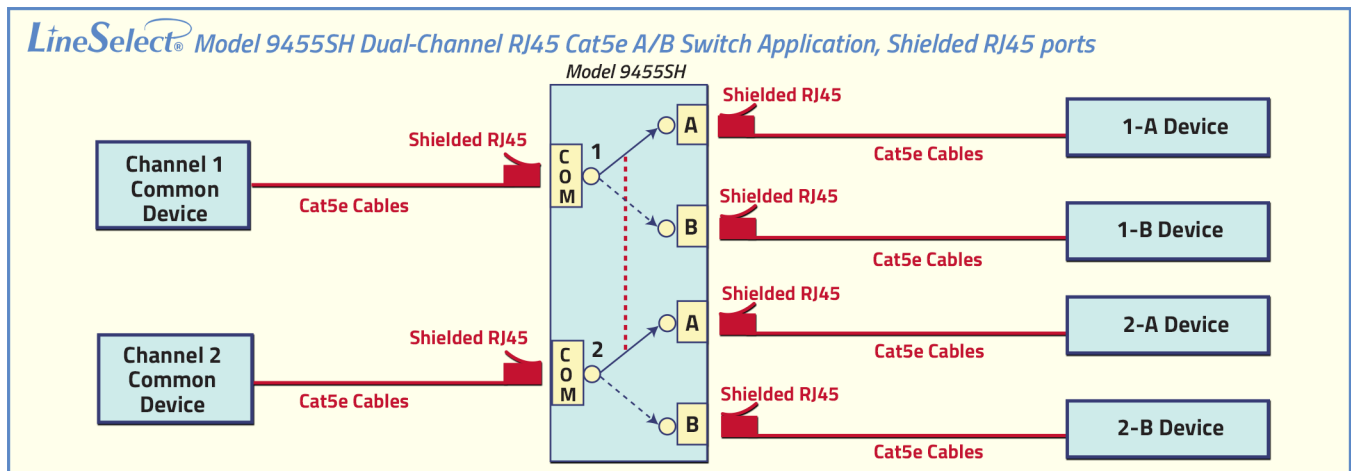 LineSelect® Model 9455SH Dual-Channel RJ45 Cat5e A/B Switch Application, Shielded RJ45 ports
Model 9455SH
Channel 1
Common
Device
Shielded RJ45
Cat5e Cables
C
O
M
1
A
B
Shielded RJ45
Cat5e Cables
1-A Device
Shielded RJ45
Cat5e Cables
1-B Device
Channel 2
Common
Device
Shielded RJ45
Cat5e Cables
C
O
M
2
A
B
Shielded RJ45
Cat5e Cables
2-A Device
Shielded RJ45
Cat5e Cables
2-B Device